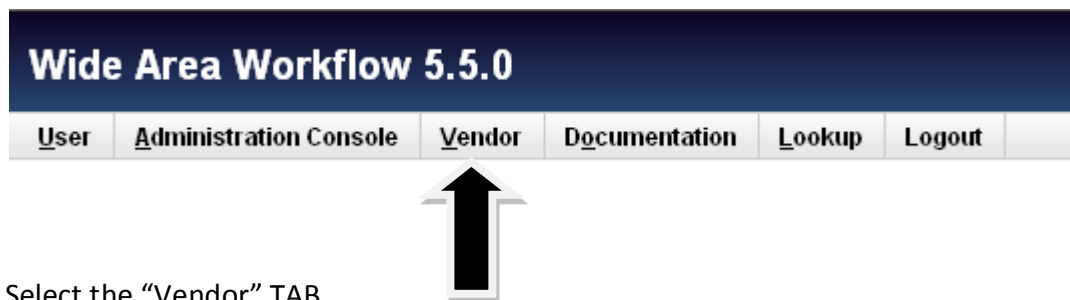 Wide Area Workflow 5.5.0
User Administration Console Vendor Documentation Lookup Logout
Select the “Vendor” TAB